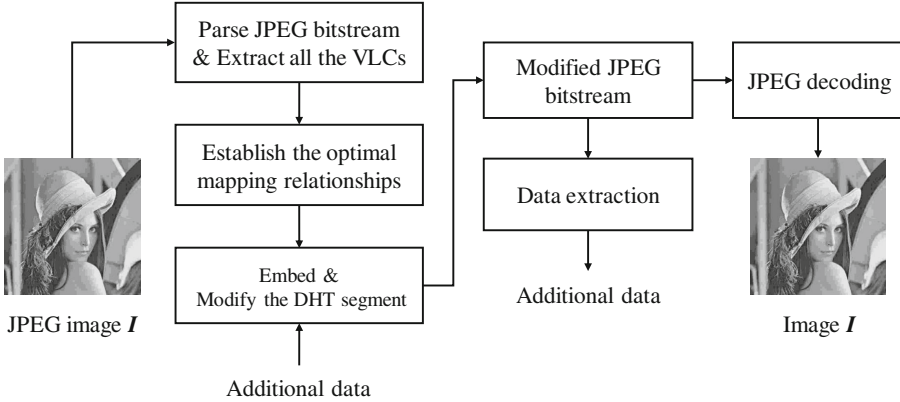 Parse JPEG bitstream
& Extract all the VLCs
Establish the optimal
mapping relationships
Embed &
Modify the DHT segment
Additional data
JPEG image I
Modified JPEG
bitstream
Data extraction
Additional data
JPEG decoding
Image I